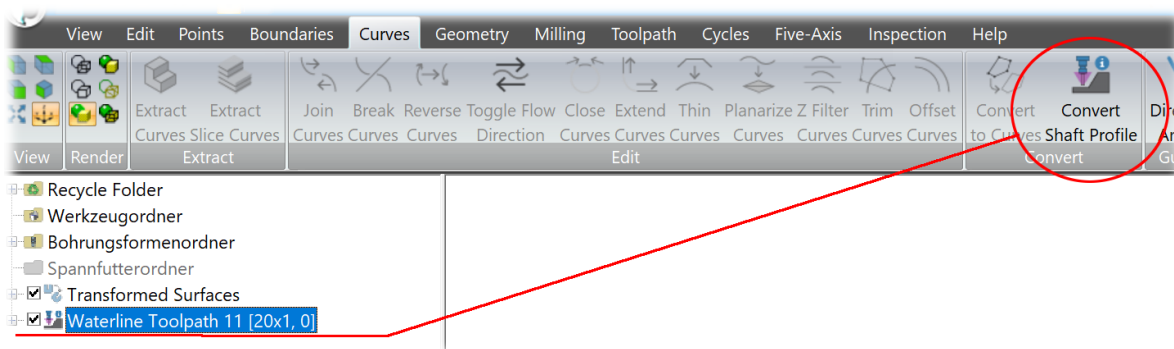 View Edit Points Boundaries Curves Geometry Milling Toolpath Cycles Five-Axis Inspection Help
Extract Extract Join Break Reverse Toggle Flow Close Extend Thin Planarize Z Filter Trim Offset Convert Convert
Curves Slice Curves Curves Curves Curves Direction Curves Curves Curves Curves Curves Curves Curves to Curves Shaft Profile
View Render Extract Edit Convert
Recycle Folder
Werkzeugordner
Bohrungsformenordner
Spannfutterordner
Transformed Surfaces
Waterline Toolpath 11 [20x1, 0]